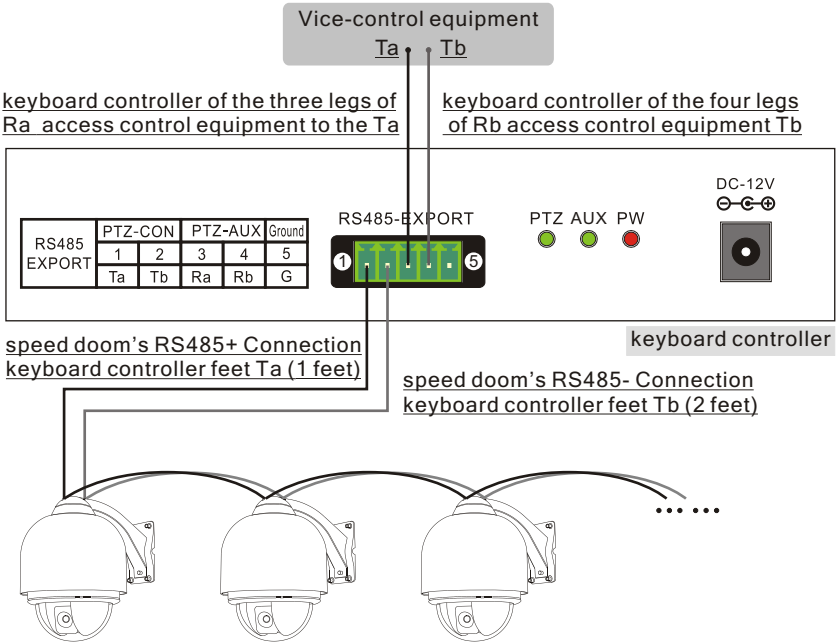 Vice-control equipment
Ta Tb
keyboard controller of the three legs of
Ra access control equipment to the Ta
keyboard controller of the four legs
of Rb access control equipment Tb
RS485
EXPORT
PTZ-CON PTZ-AUX Ground
1 2 3 4 5
Ta Tb Ra Rb G
RS485-EXPORT
1 5
PTZ AUX PW
DC-12V
keyboard controller
speed doom's RS485+ Connection
keyboard controller feet Ta (1 feet)
speed doom's RS485- Connection
keyboard controller feet Tb (2 feet)